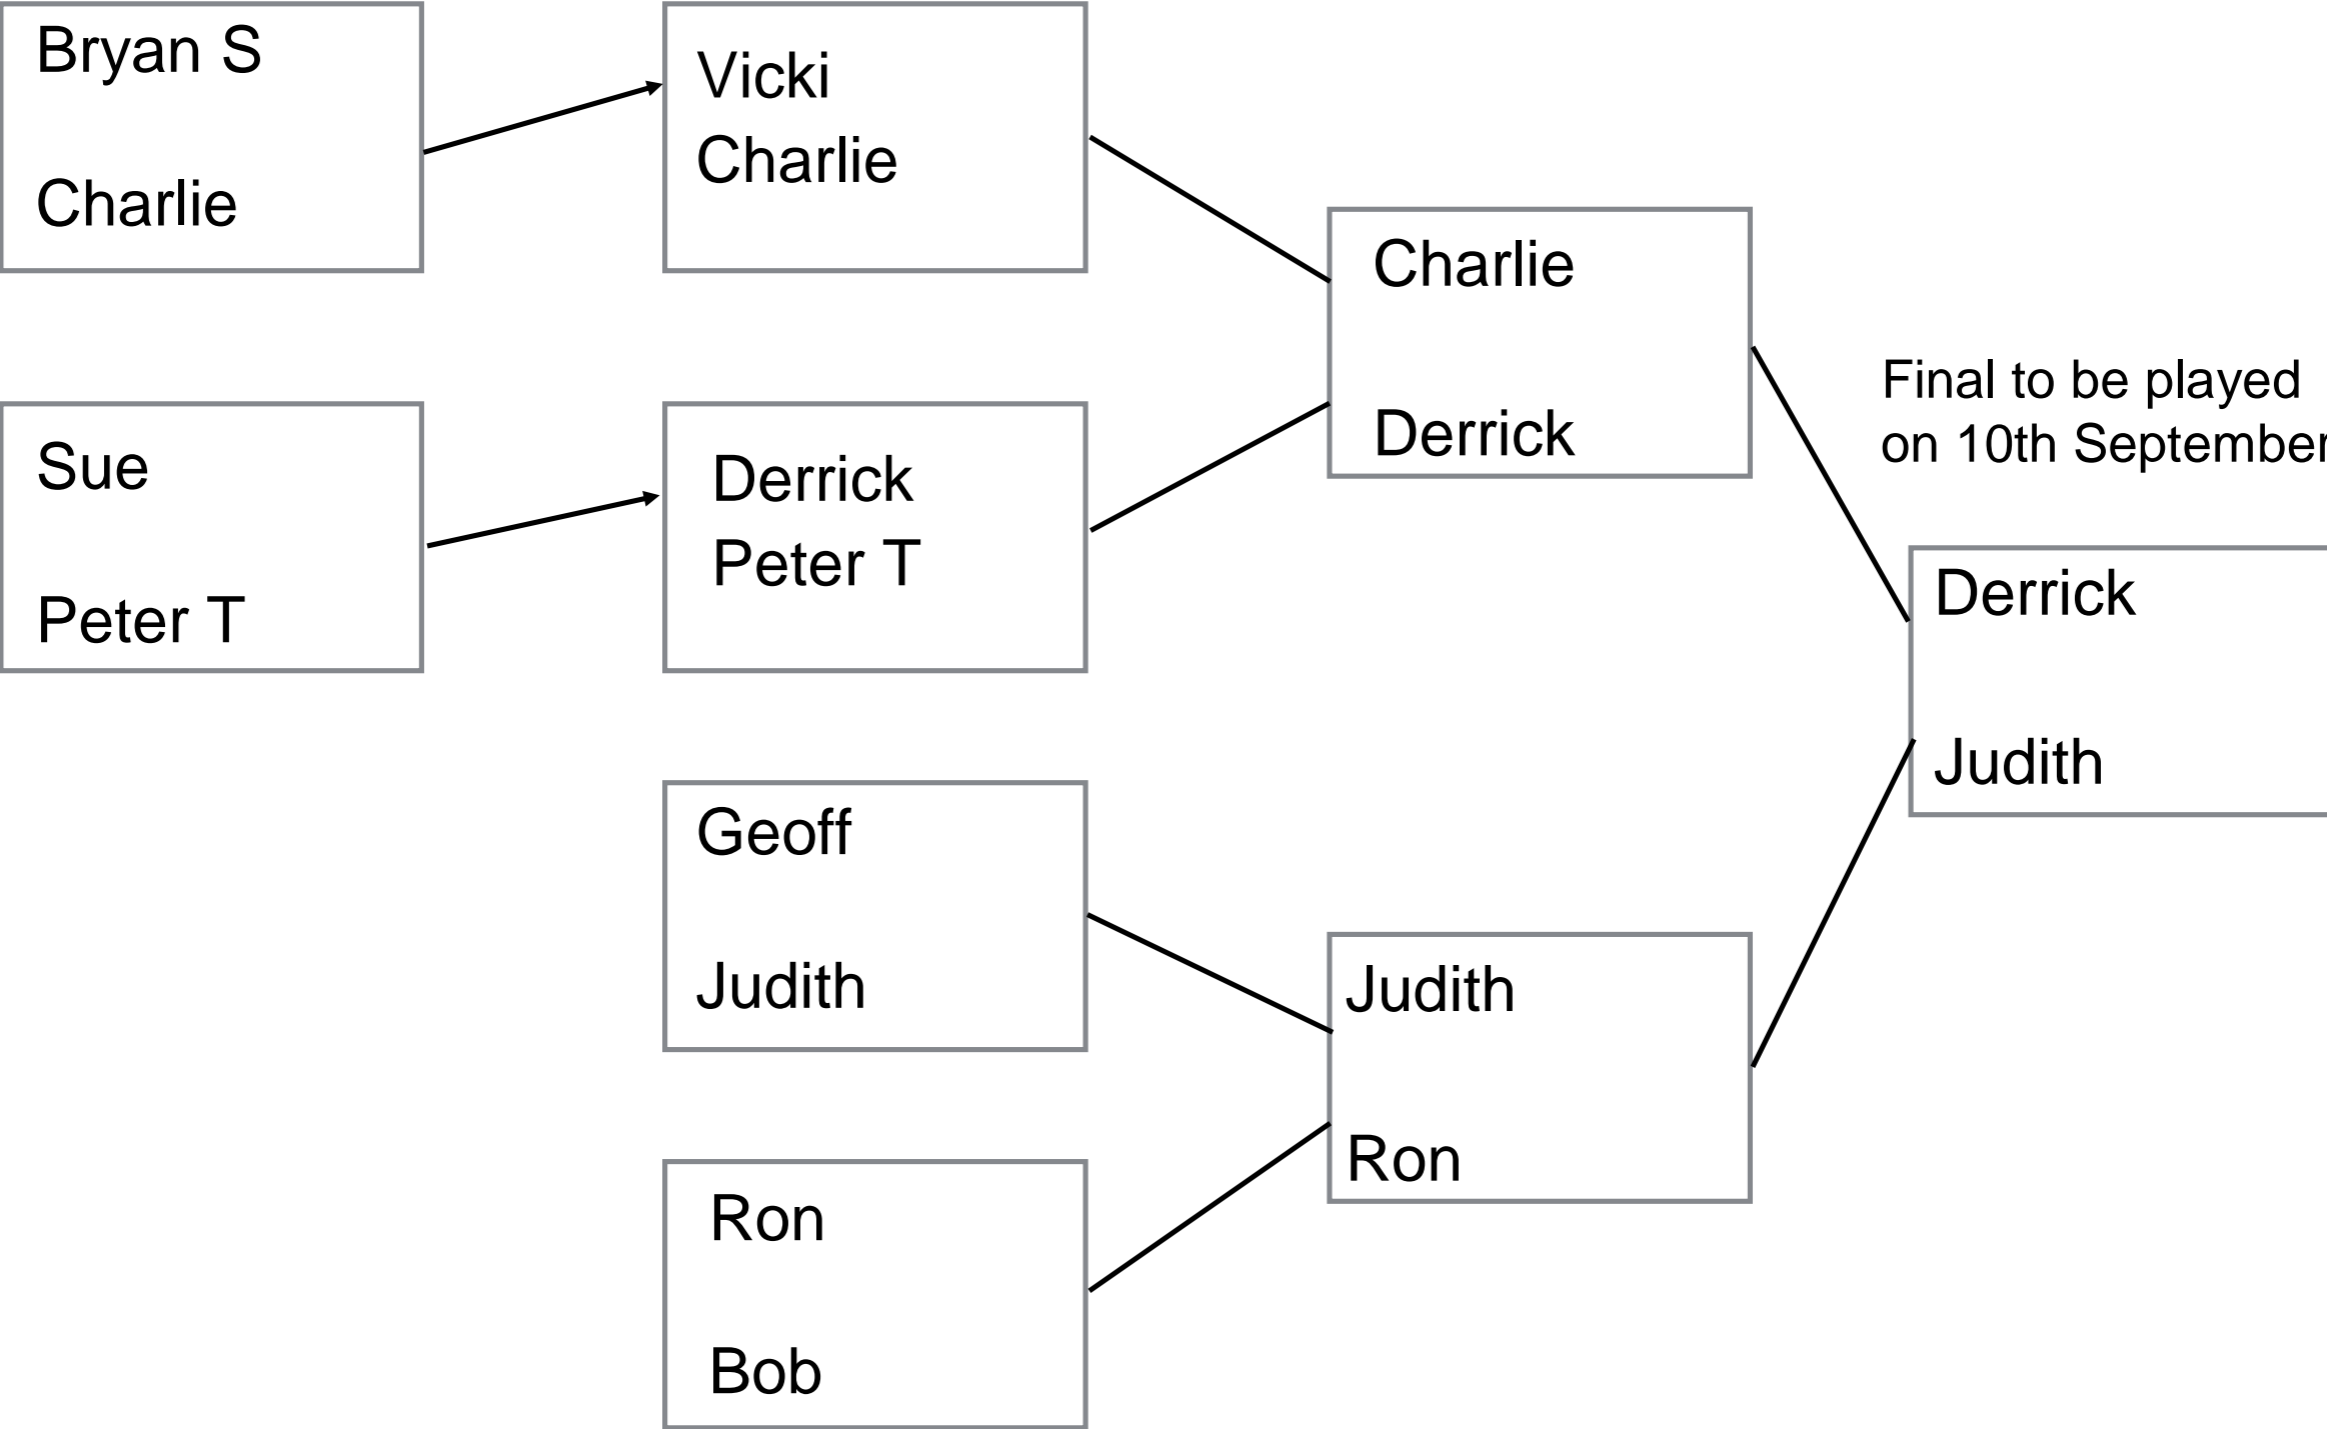 Bryan S
Charlie
Sue
Peter T
Vicki
Charlie
Derrick
Peter T
Geoff
Judith
Ron
Bob
Charlie
Derrick
Judith
Ron
Final to be played
on 10th September
Derrick
Judith